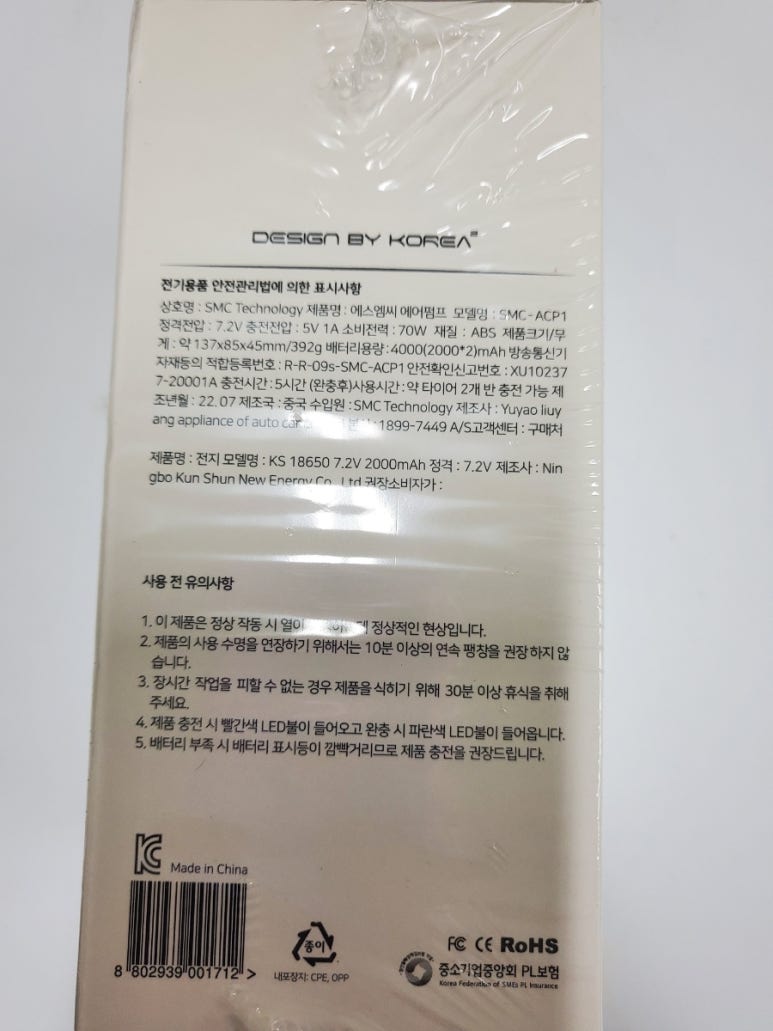 DESIGN BY KOREA
전기용품 안전관리법에 의한 표시사항
상호명 : SMC Technology 제품명 : 에스엠씨 에어펌프 모델명 : SMC-ACP1
정격전압 : 7.2V 충전전압 : 5V 1A 소비전력 : 70W 재질 : ABS 제품크기/무
게 : 약 137x85x45mm/392g 배터리용량 : 4000(2000*2)mAh 방송통신기
자재등의 적합등록번호 : R-R-09s-SMC-ACP1 안전확인신고번호 : XU10237
7-20001A 충전시간 : 5시간 (완충후)사용시간 : 약 타이어 2개 반 충전 가능 제
조년월 : 22.07 제조국 : 중국 수입원 : SMC Technology 제조사 : Yuyao liuy
ang appliance of auto 1899-7449 A/S고객센터 : 구매처
제품명 : 전지 모델명 : KS 18650 7.2V 2000mAh 정격 : 7.2V 제조사 : Nin
gbo Kun Shun New Energy Co., Ltd 권장소비자가 :
사용 전 유의사항
1. 이 제품은 정상 작동 시 열이 정상적인 현상입니다.
2. 제품의 사용 수명을 연장하기 위해서는 10분 이상의 연속 팽창을 권장 하지 않
습니다.
3. 장시간 작업을 피할 수 없는 경우 제품을 식히기 위해 30분 이상 휴식을 취해
주세요.
4. 제품 충전 시 빨간색 LED불이 들어오고 완충 시 파란색 LED불이 들어옵니다.
5. 배터리 부족 시 배터리 표시등이 깜빡거리므로 제품 충전을 권장드립니다.
Made in China
8 802939 001712 >
종이
내포장지: CPE, OPP
FC CE RoHS
중소기업중앙회 PL보험
Korea Federation of SMEs PL Insurance